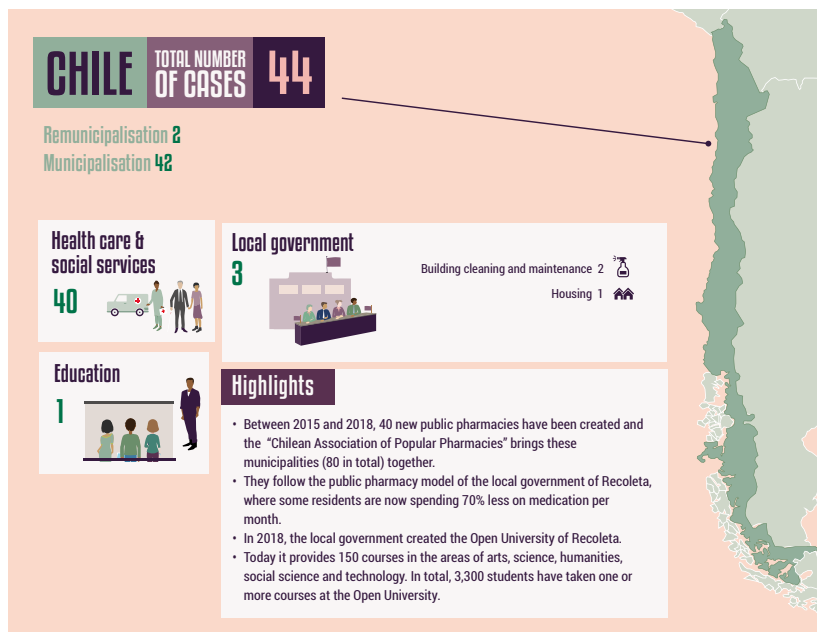 CHILE
TOTAL NUMBER
OF CASES
44
Remunicipalisation 2
Municipalisation 42
Health care &
social services
40
Local government
3
Building cleaning and maintenance 2
Housing 1
Education
1
Highlights
• Between 2015 and 2018, 40 new public pharmacies have been created and
the “Chilean Association of Popular Pharmacies” brings these
municipalities (80 in total) together.
• They follow the public pharmacy model of the local government of Recoleta,
where some residents are now spending 70% less on medication per
month.
• In 2018, the local government created the Open University of Recoleta.
• Today it provides 150 courses in the areas of arts, science, humanities,
social science and technology. In total, 3,300 students have taken one or
more courses at the Open University.